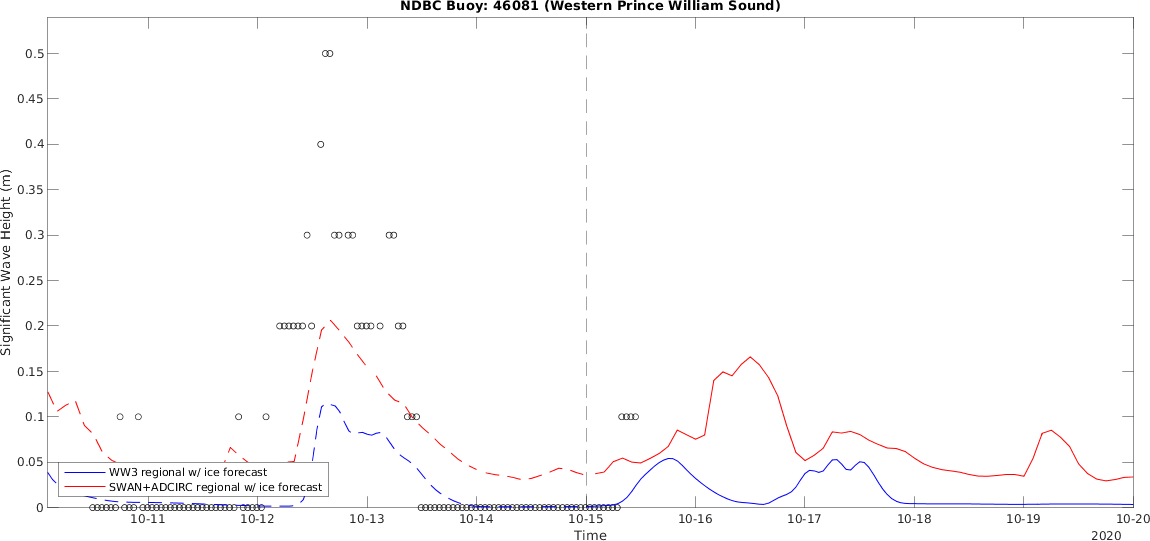 NDBC Buoy: 46081 (Western Prince William Sound)
0.5
0.45
0.4
0.35
0.3
0.25
0.2
0.15
0.1
0.05
0
Significant Wave Height (m)
WW3 regional w/ ice forecast
SWAN+ADCIRC regional w/ ice forecast
10-11 10-12 10-13 10-14 10-15 10-16 10-17 10-18 10-19 10-20
Time
2020